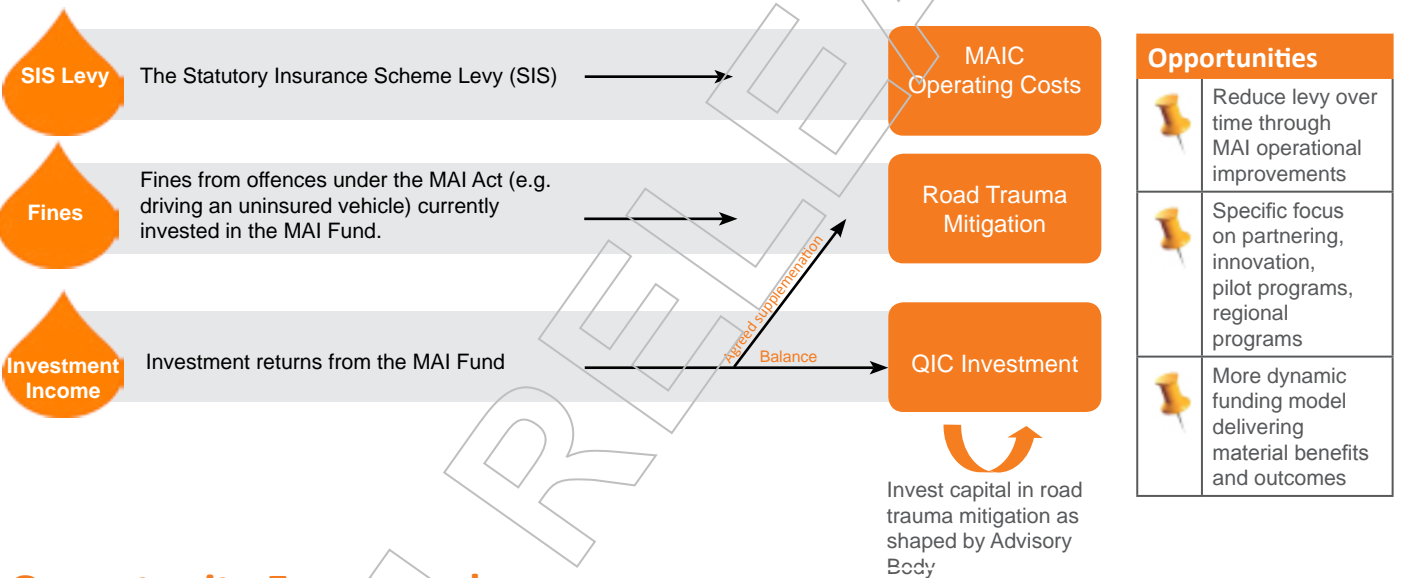 SIS Levy
The Statutory Insurance Scheme Levy (SIS)
MAIC
Operating Costs
Fines
Fines from offences under the MAI Act (e.g.
driving an uninsured vehicle) currently
invested in the MAI Fund.
Road Trauma
Mitigation
Agreed supplemenation
Investment
Income
Investment returns from the MAI Fund
Balance
QIC Investment
Invest capital in road
trauma mitigation as
shaped by Advisory
Body
Opportunities
Reduce levy over
time through
MAI operational
improvements
Specific focus
on partnering,
innovation,
pilot programs,
regional
programs
More dynamic
funding model
delivering
material benefits
and outcomes
RELEA